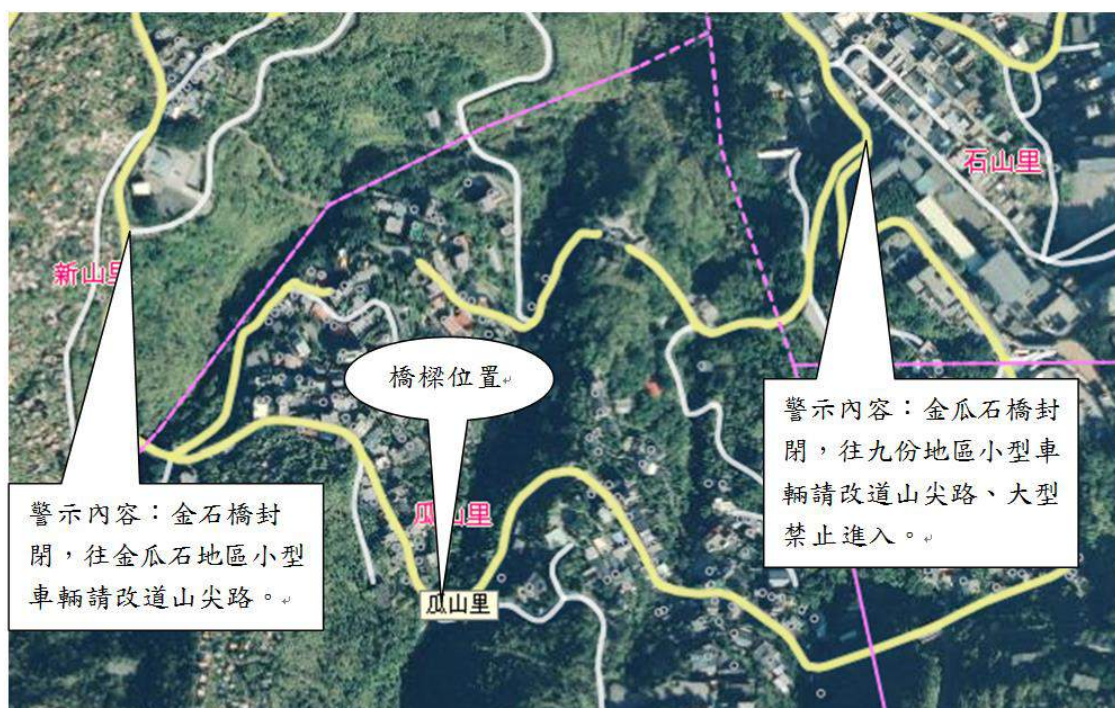 石山里
新山里
橋樑位置
警示內容：金瓜石橋封
閉，往九份地區小型車
輛請改道山尖路、大型
禁止進入。
警示內容：金石橋封
閉，往金瓜石地區小型
車輛請改道山尖路。
瓜山里
瓜山里